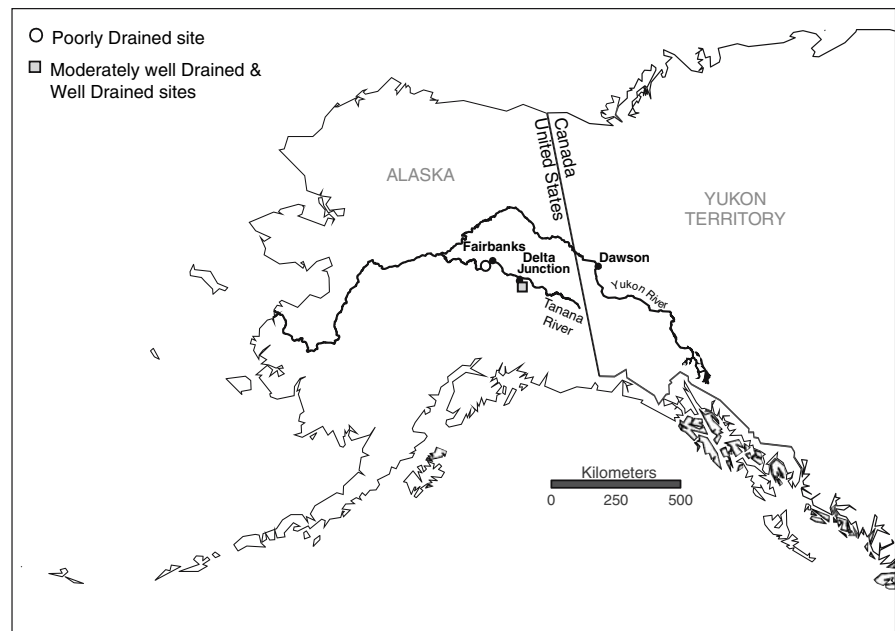 Poorly Drained site
Moderately well Drained &
Well Drained sites
Canada
United States
ALASKA
YUKON
TERRITORY
Fairbanks
Delta
Junction
Dawson
Yukon River
Tanana
River
Kilometers
0 250 500